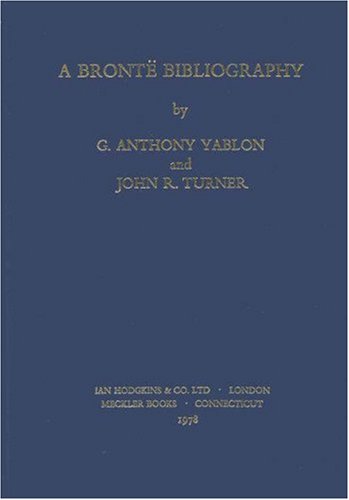 A BRONTË BIBLIOGRAPHY
by
G. ANTHONY YABLON
and
JOHN R. TURNER
IAN HODGKINS & CO. LTD · LONDON
MECKLER BOOKS · CONNECTICUT
1978